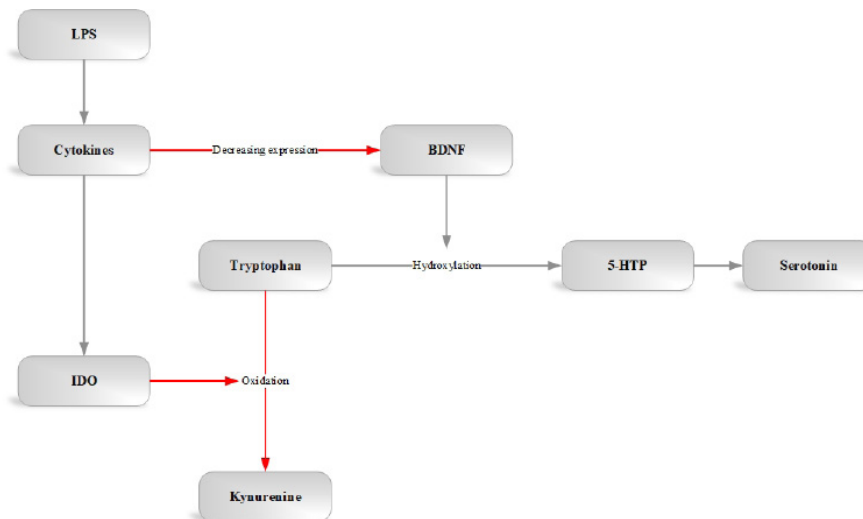 LPS
Cytokines
Decreasing expression
BDNF
Tryptophan
Hydroxylation
5-HTP
Serotonin
IDO
Oxidation
Kynurenine